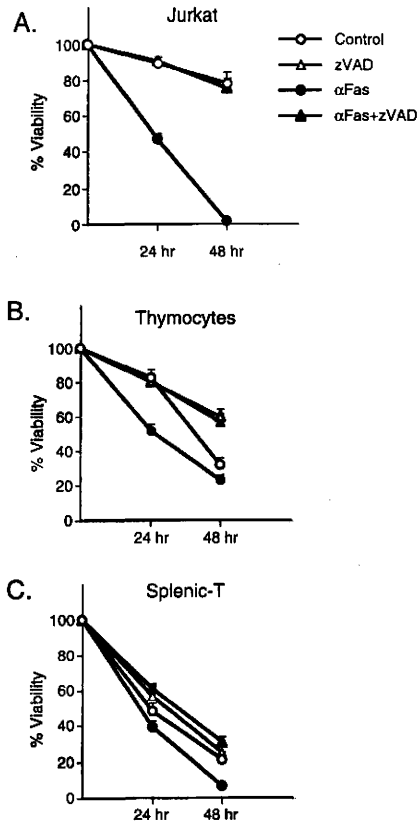 A.
Jurkat
Control
zVAD
αFas
αFas+zVAD
% Viability
100
80
60
40
20
0
24 hr
48 hr
B.
Thymocytes
% Viability
100
80
60
40
20
0
24 hr
48 hr
C.
Splenic-T
% Viability
100
80
60
40
20
0
24 hr
48 hr